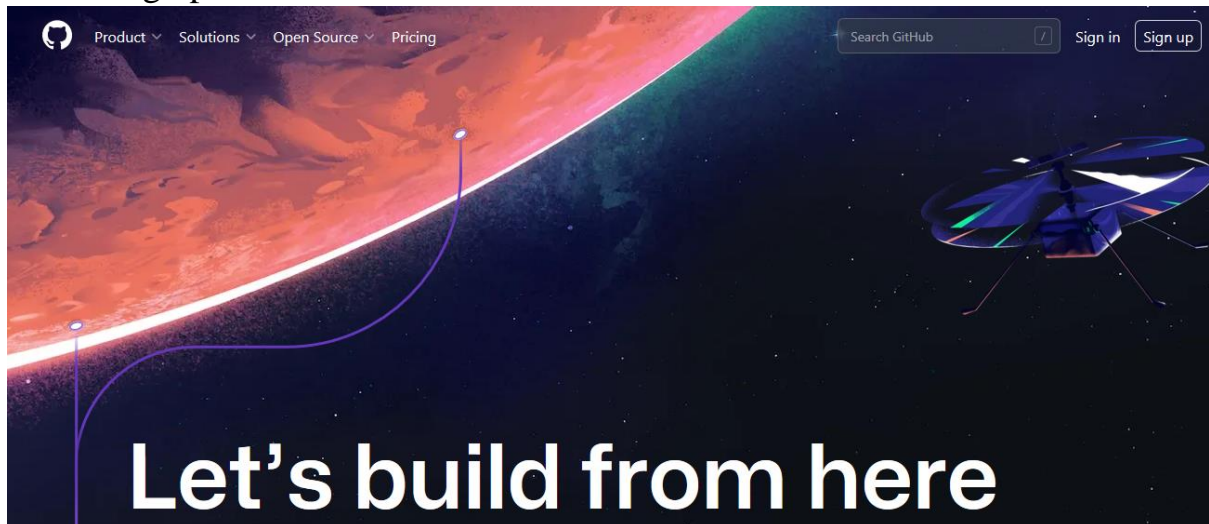 Product Solutions Open Source Pricing Search GitHub / Sign in Sign up
Let's build from here